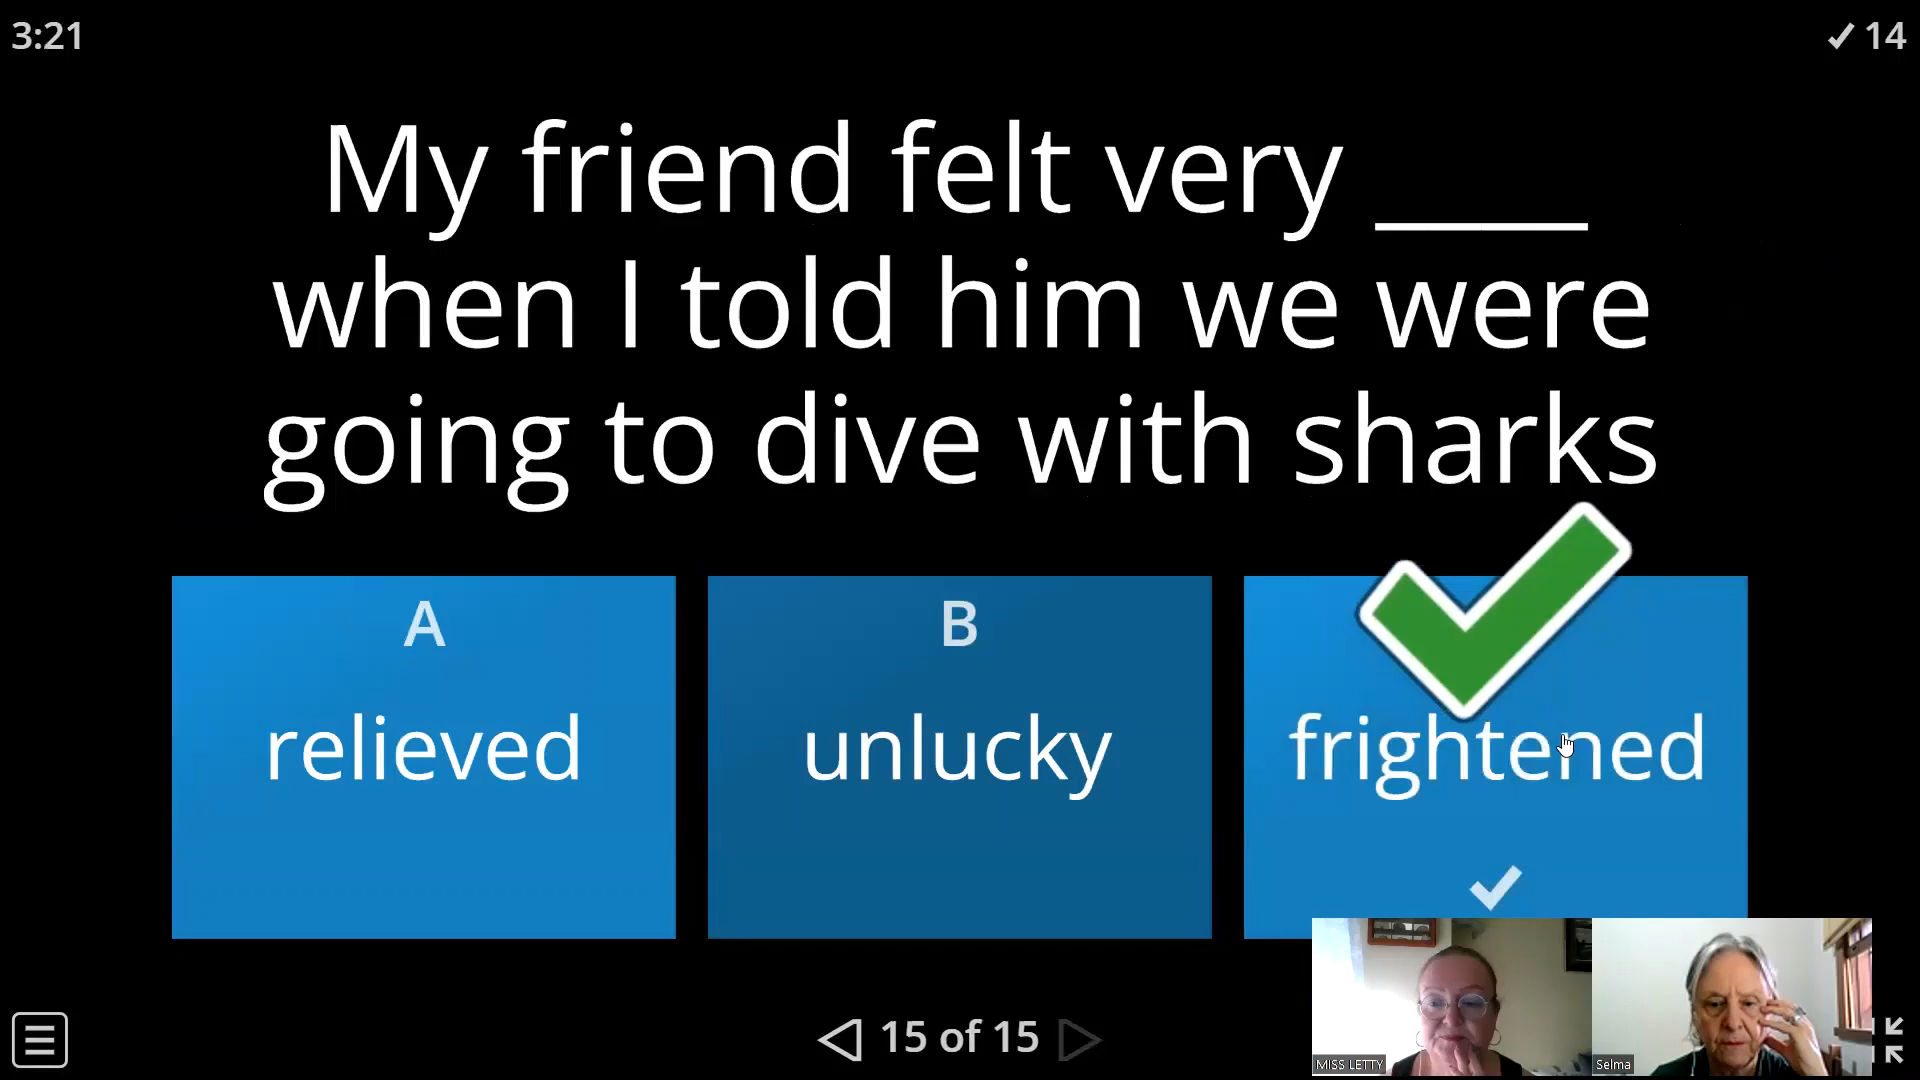 3:21
✓ 14
My friend felt very ____
when I told him we were
going to dive with sharks
A
relieved
B
unlucky
frightened
15 of 15
MISS LETTY
Selma